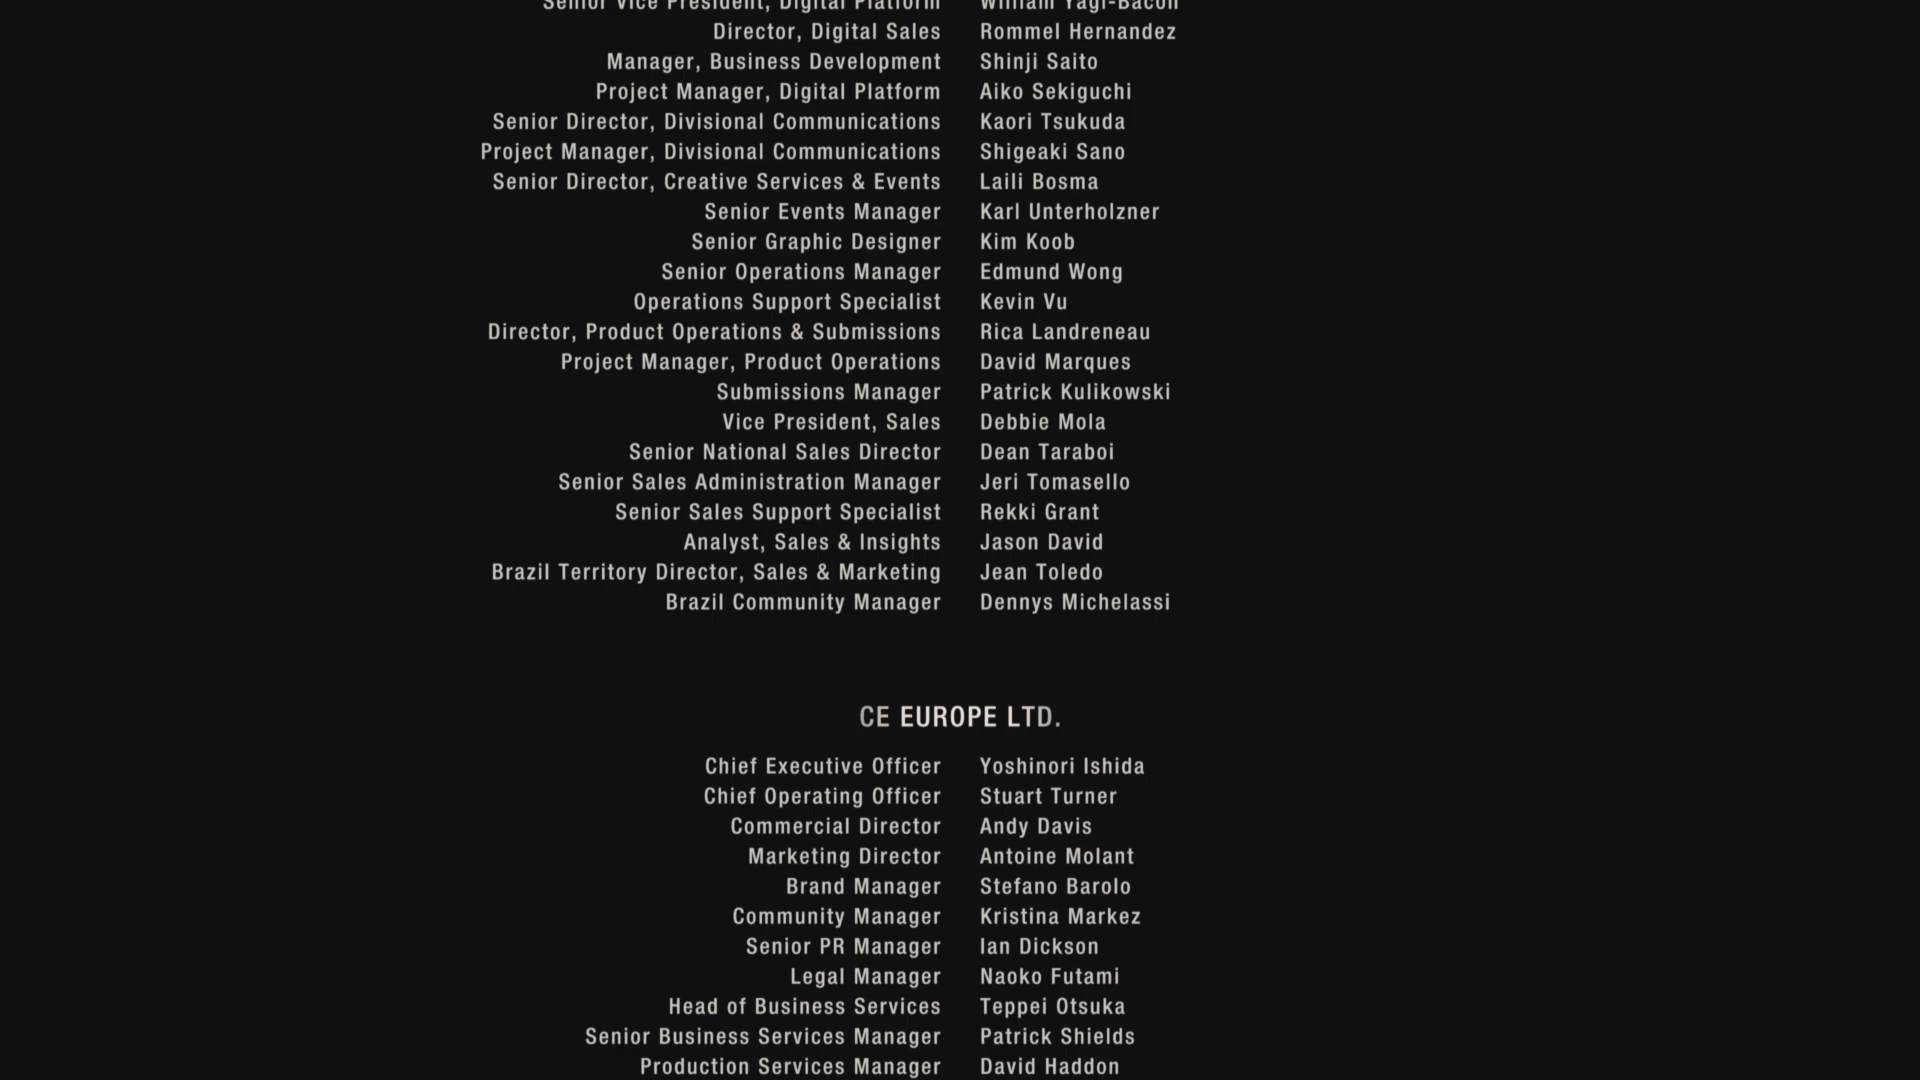 Senior Vice President, Digital Platform William Yagi-Bacon
Director, Digital Sales Rommel Hernandez
Manager, Business Development Shinji Saito
Project Manager, Digital Platform Aiko Sekiguchi
Senior Director, Divisional Communications Kaori Tsukuda
Project Manager, Divisional Communications Shigeaki Sano
Senior Director, Creative Services & Events Laili Bosma
Senior Events Manager Karl Unterholzner
Senior Graphic Designer Kim Koob
Senior Operations Manager Edmund Wong
Operations Support Specialist Kevin Vu
Director, Product Operations & Submissions Rica Landreneau
Project Manager, Product Operations David Marques
Submissions Manager Patrick Kulikowski
Vice President, Sales Debbie Mola
Senior National Sales Director Dean Taraboi
Senior Sales Administration Manager Jeri Tomasello
Senior Sales Support Specialist Rekki Grant
Analyst, Sales & Insights Jason David
Brazil Territory Director, Sales & Marketing Jean Toledo
Brazil Community Manager Dennys Michelassi
CE EUROPE LTD.
Chief Executive Officer Yoshinori Ishida
Chief Operating Officer Stuart Turner
Commercial Director Andy Davis
Marketing Director Antoine Molant
Brand Manager Stefano Barolo
Community Manager Kristina Markez
Senior PR Manager Ian Dickson
Legal Manager Naoko Futami
Head of Business Services Teppei Otsuka
Senior Business Services Manager Patrick Shields
Production Services Manager David Haddon